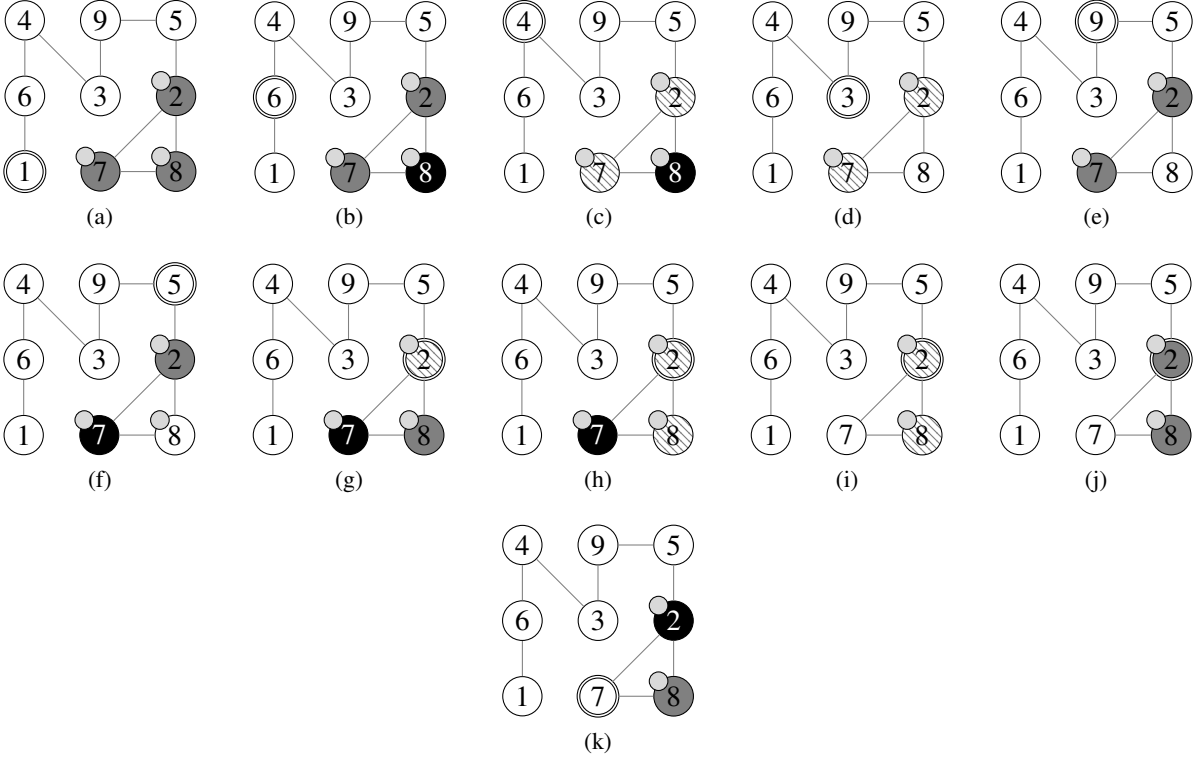 4 9 5 4 9 5 4 9 5 4 9 5 4 9 5
6 3 2 6 3 2 6 3 2 6 3 2 6 3 2
1 7 8 1 7 8 1 7 8 1 7 8 1 7 8
(a) (b) (c) (d) (e)
4 9 5 4 9 5 4 9 5 4 9 5 4 9 5
6 3 2 6 3 2 6 3 2 6 3 2 6 3 2
1 7 8 1 7 8 1 7 8 1 7 8 1 7 8
(f) (g) (h) (i) (j)
4 9 5
6 3 2
1 7 8
(k)